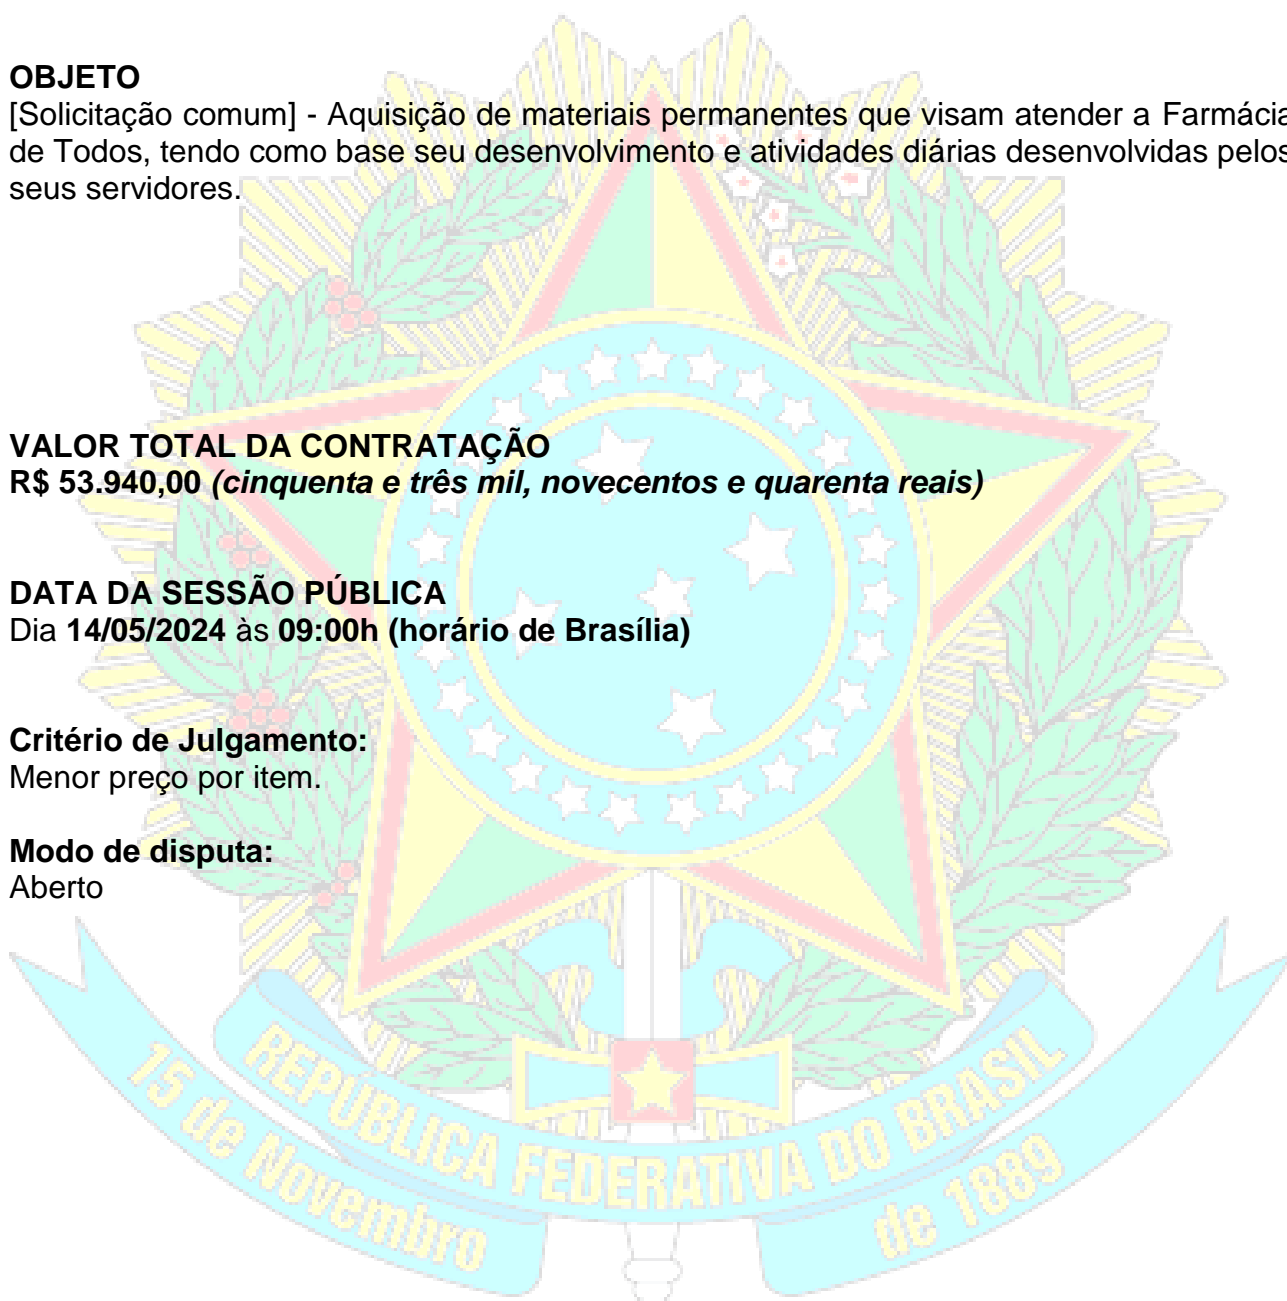 OBJETO
[Solicitação comum] - Aquisição de materiais permanentes que visam atender a Farmácia
de Todos, tendo como base seu desenvolvimento e atividades diárias desenvolvidas pelos
seus servidores.
VALOR TOTAL DA CONTRATAÇÃO
R$ 53.940,00 (cinquenta e três mil, novecentos e quarenta reais)
DATA DA SESSÃO PÚBLICA
Dia 14/05/2024 às 09:00h (horário de Brasília)
Critério de Julgamento:
Menor preço por item.
Modo de disputa:
Aberto
REPÚBLICA FEDERATIVA DO BRASIL
15 de Novembro
de 1889